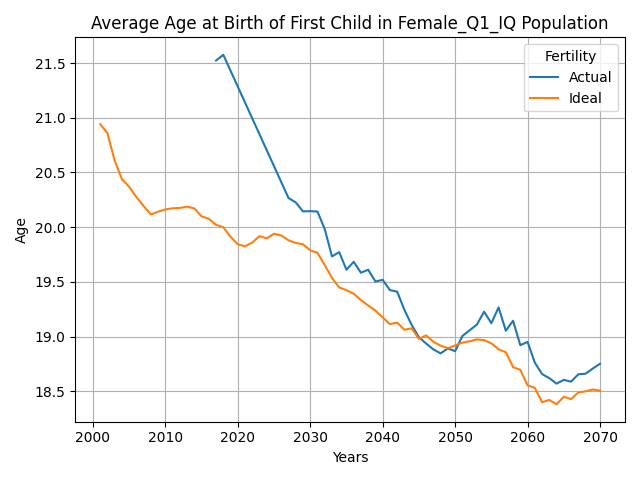 Average Age at Birth of First Child in Female_Q1_IQ Population
Fertility
Actual
Ideal
21.5
21.0
20.5
20.0
19.5
19.0
18.5
Age
2000 2010 2020 2030 2040 2050 2060 2070
Years